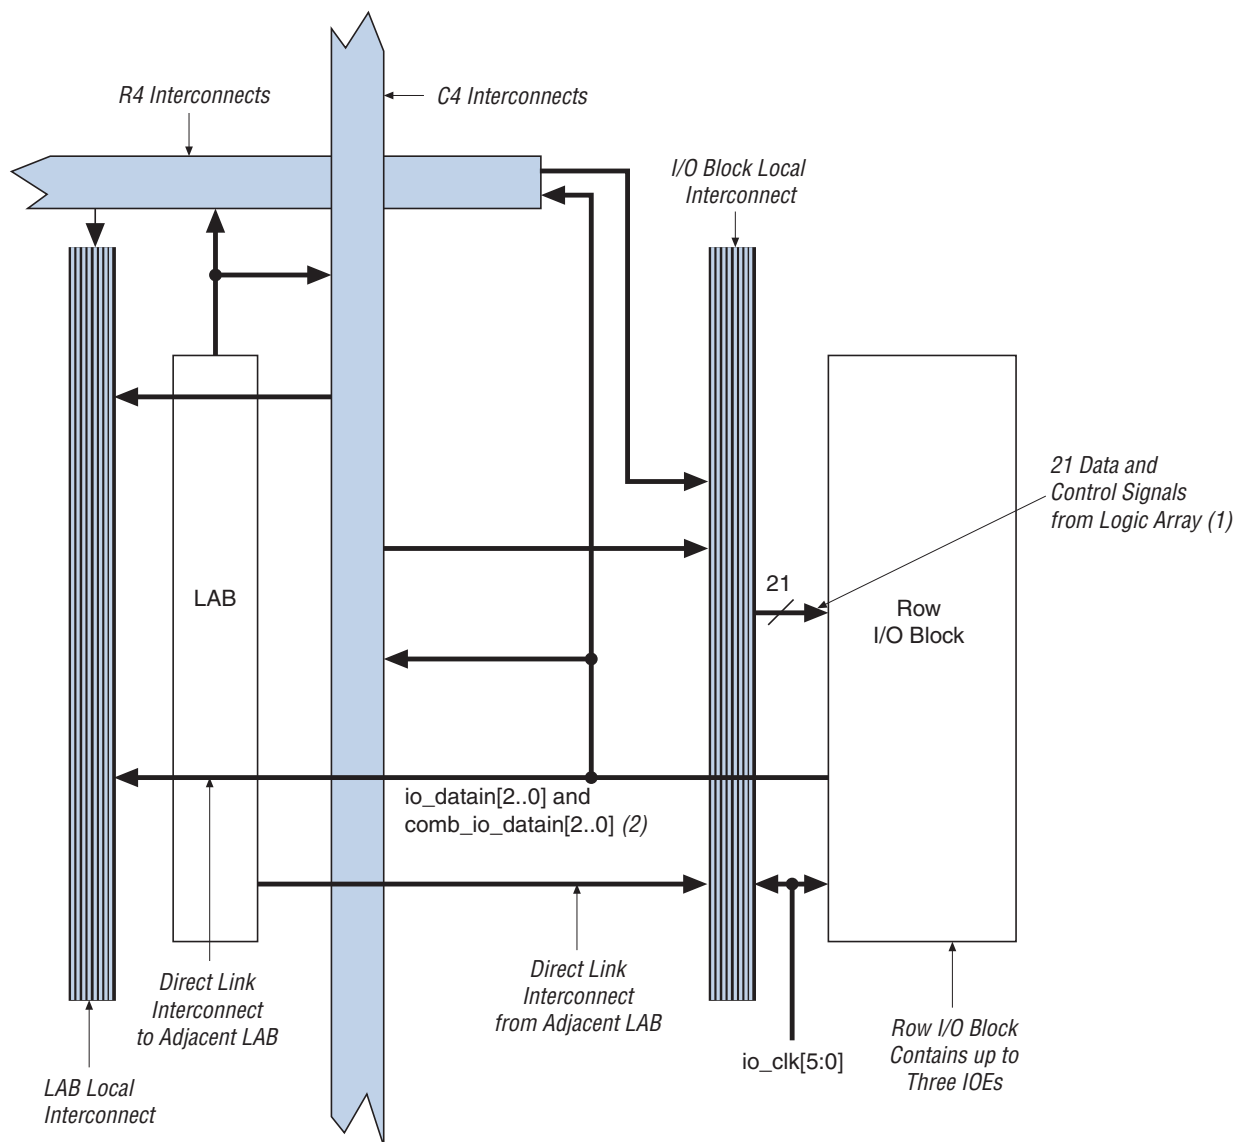 R4 Interconnects
C4 Interconnects
I/O Block Local
Interconnect
21 Data and
Control Signals
from Logic Array (1)
21
LAB
Row
I/O Block
io_datain[2..0] and
comb_io_datain[2..0] (2)
Direct Link
Interconnect
to Adjacent LAB
Direct Link
Interconnect
from Adjacent LAB
io_clk[5:0]
Row I/O Block
Contains up to
Three IOEs
LAB Local
Interconnect